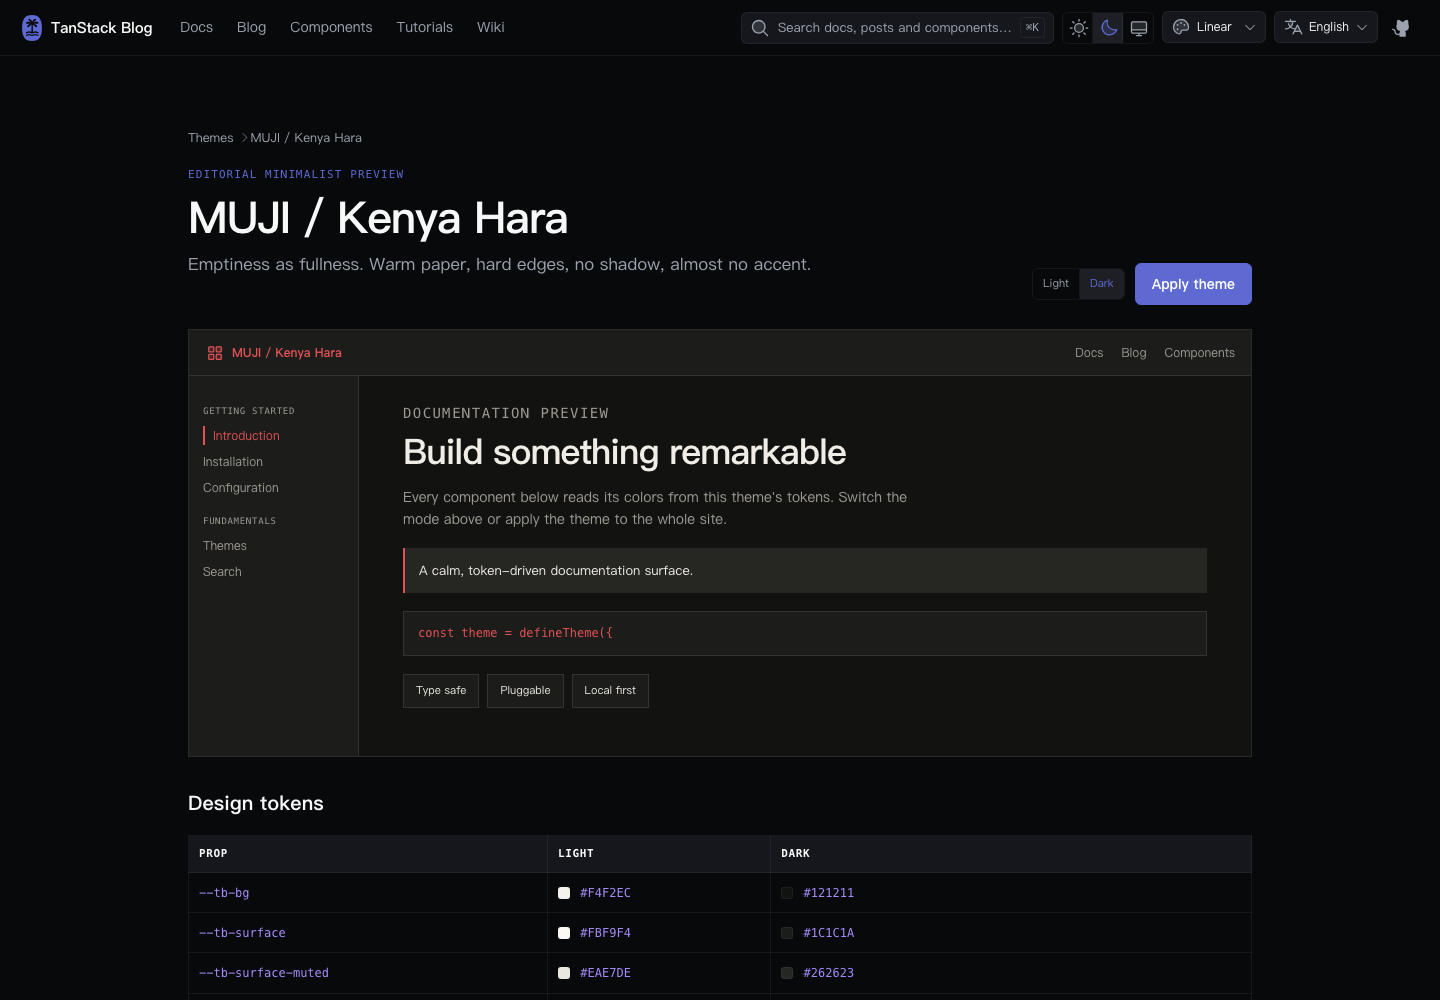 TanStack Blog
Docs
Blog
Components
Tutorials
Wiki
Search docs, posts and components...
⌘K
Linear
English
Themes
MUJI / Kenya Hara
EDITORIAL MINIMALIST PREVIEW
MUJI / Kenya Hara
Emptiness as fullness. Warm paper, hard edges, no shadow, almost no accent.
Light
Dark
Apply theme
MUJI / Kenya Hara
Docs
Blog
Components
GETTING STARTED
Introduction
Installation
Configuration
FUNDAMENTALS
Themes
Search
DOCUMENTATION PREVIEW
Build something remarkable
Every component below reads its colors from this theme's tokens. Switch the
mode above or apply the theme to the whole site.
A calm, token-driven documentation surface.
const theme = defineTheme({
Type safe
Pluggable
Local first
Design tokens
PROP
LIGHT
DARK
--tb-bg
#F4F2EC
#121211
--tb-surface
#FBF9F4
#1C1C1A
--tb-surface-muted
#EAE7DE
#262623